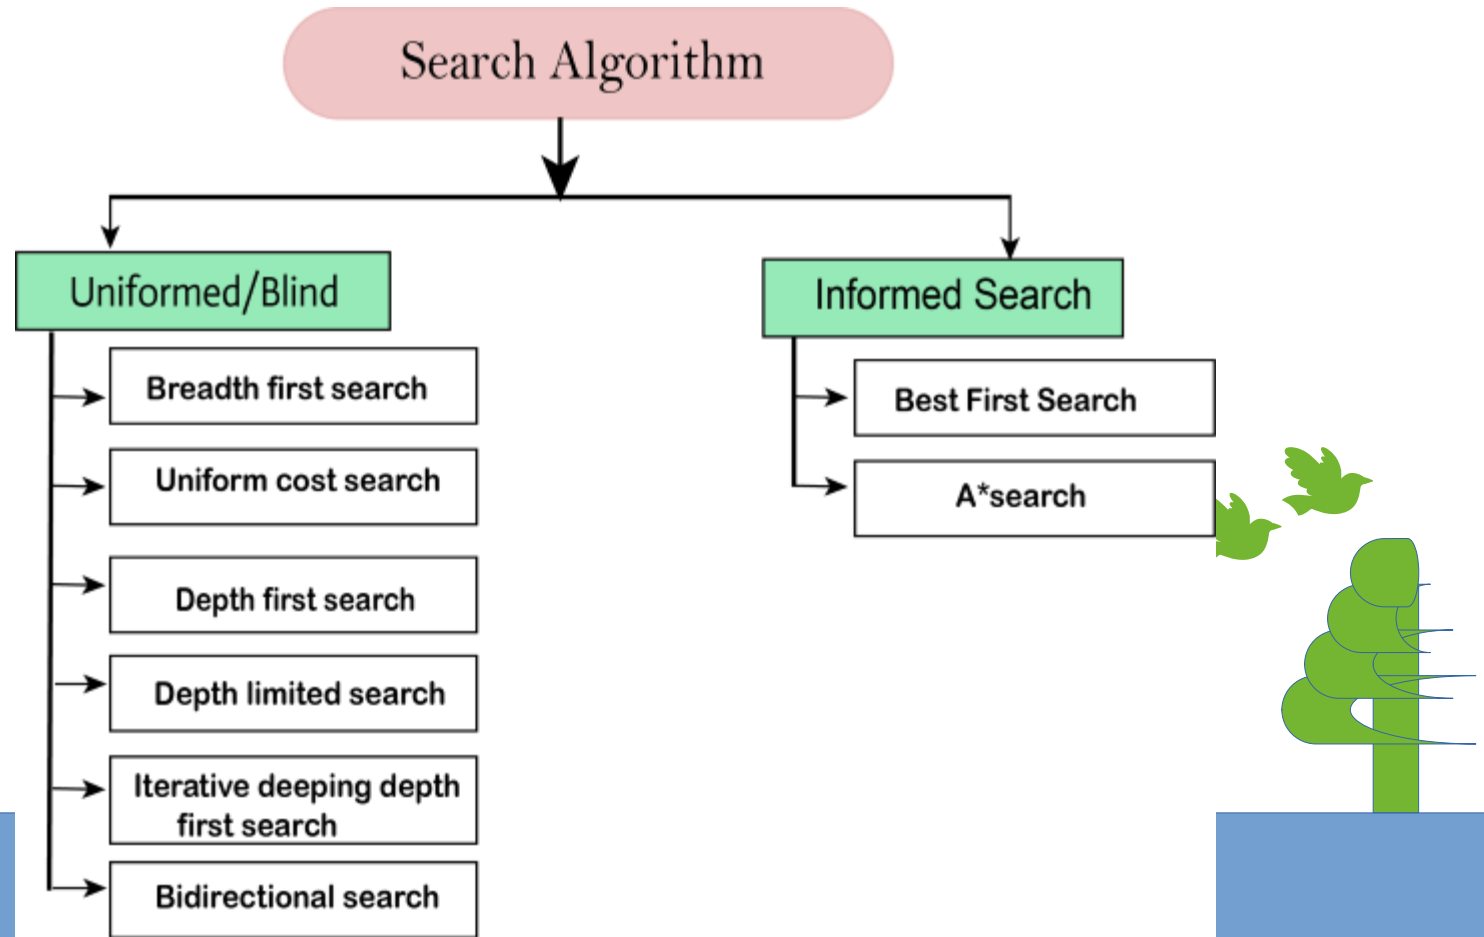 Search Algorithm
Uniformed/Blind
Breadth first search
Uniform cost search
Depth first search
Depth limited search
Iterative deeping depth
first search
Bidirectional search
Informed Search
Best First Search
A*search